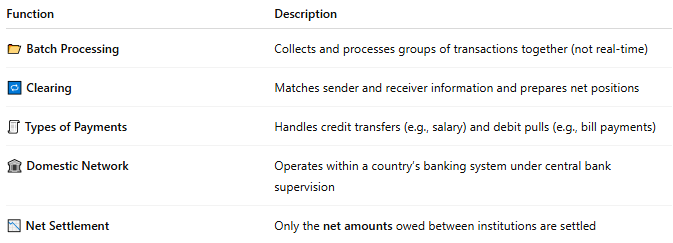 Function Description
Batch Processing Collects and processes groups of transactions together (not real-time)
Clearing Matches sender and receiver information and prepares net positions
Types of Payments Handles credit transfers (e.g., salary) and debit pulls (e.g., bill payments)
Domestic Network Operates within a country’s banking system under central bank
supervision
Net Settlement Only the net amounts owed between institutions are settled